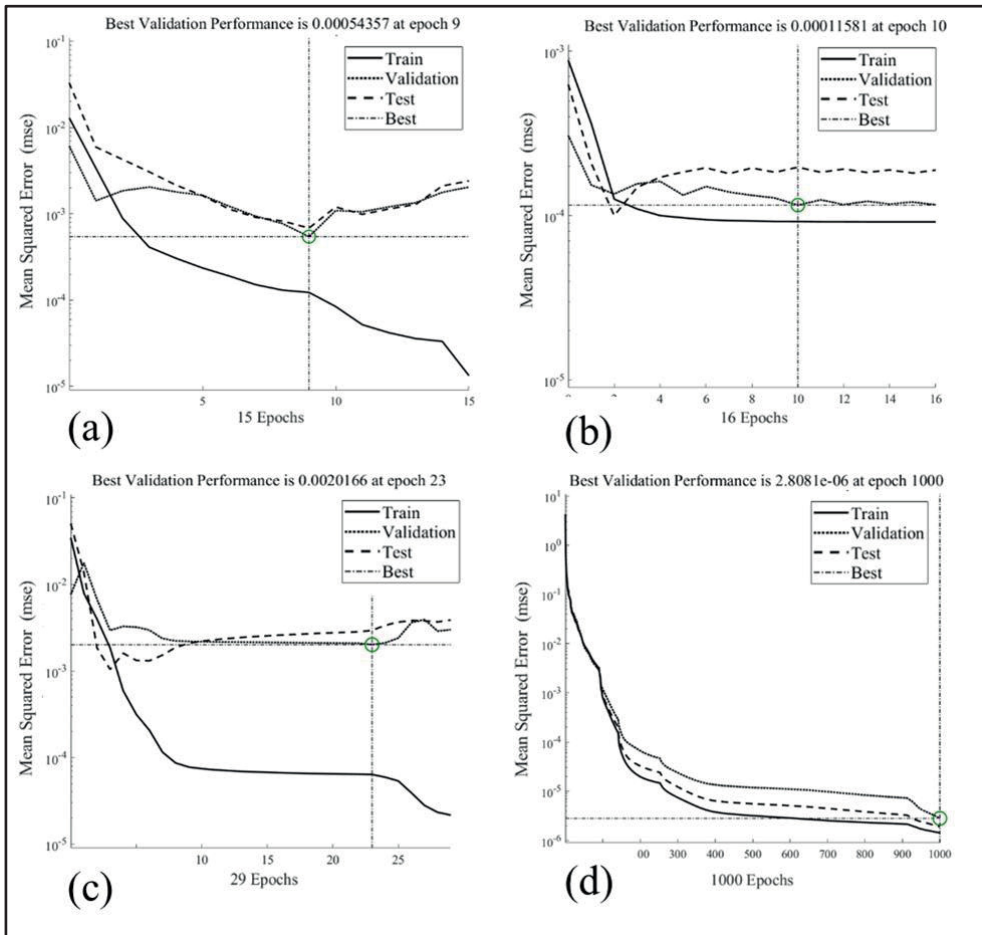 Best Validation Performance is 0.00054357 at epoch 9
Mean Squared Error (mse)
10-1
10-2
10-3
10-4
10-5
Train
Validation
Test
Best
5
10
15
15 Epochs
(a)
Best Validation Performance is 0.00011581 at epoch 10
Mean Squared Error (mse)
10-3
10-4
10-5
Train
Validation
Test
Best
4
6
8
10
12
14
16
16 Epochs
(b)
Best Validation Performance is 0.0020166 at epoch 23
Mean Squared Error (mse)
10-1
10-2
10-3
10-4
10-5
Train
Validation
Test
Best
10
20
25
29 Epochs
(c)
Best Validation Performance is 2.8081e-06 at epoch 1000
Mean Squared Error (mse)
101
100
10-1
10-2
10-3
10-4
10-5
10-6
Train
Validation
Test
Best
00
300
400
500
600
700
800
900
1000
1000 Epochs
(d)